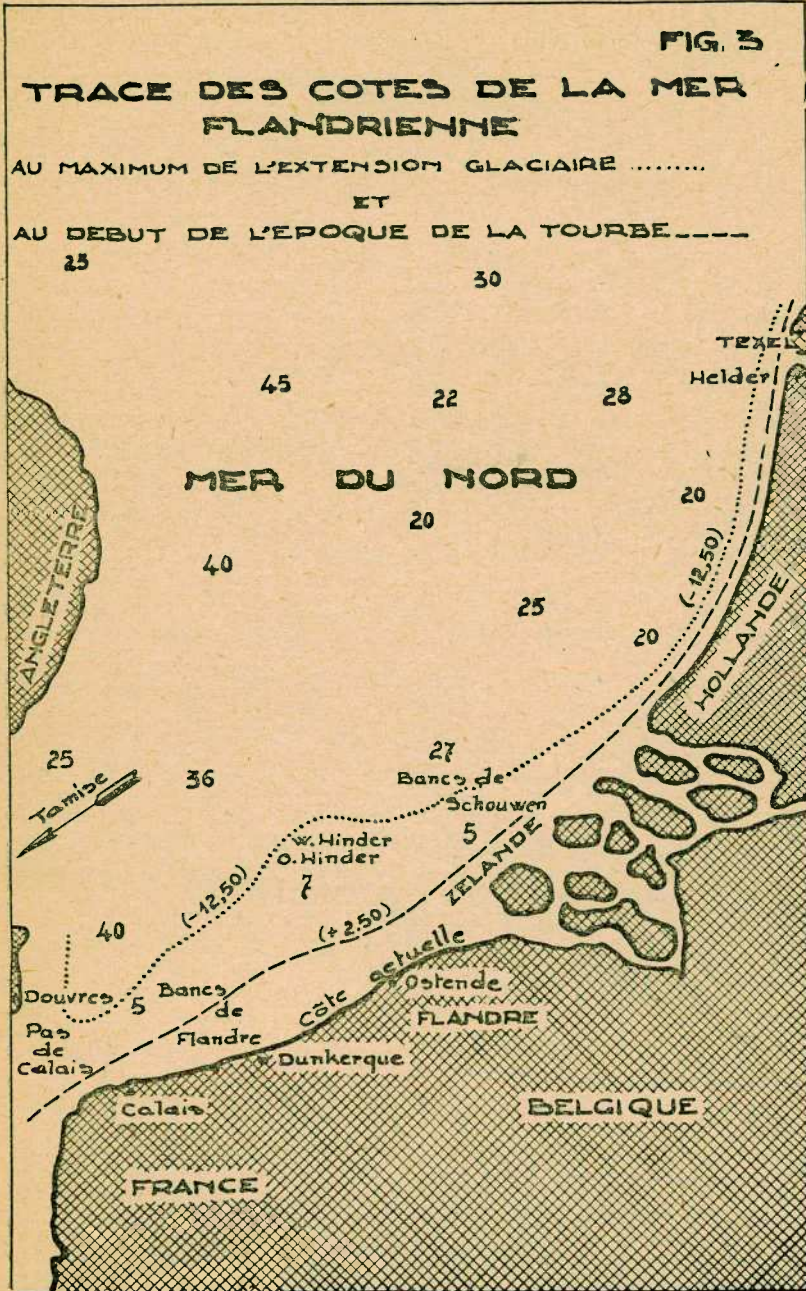 FIG. 3
TRACE DES COTES DE LA MER
FLANDRIENNE
AU MAXIMUM DE L'EXTENSION GLACIAIRE ........
ET
AU DEBUT DE L'EPOQUE DE LA TOURBE____
25
30
TEXEL
Helder
45
22
28
MER DU NORD
20
20
ANGLETERRE
40
(-12,50)
25
20
HOLLANDE
25
Tamise
36
27
Bancs de
Schouwen
5
W. Hinder
O. Hinder
7
ZELANDE
(-12,50)
(+ 2.50)
40
Côte actuelle
Douvres
5
Bancs
de
Flandre
Ostende
FLANDRE
Pas
de
Calais
Dunkerque
Calais
BELGIQUE
FRANCE